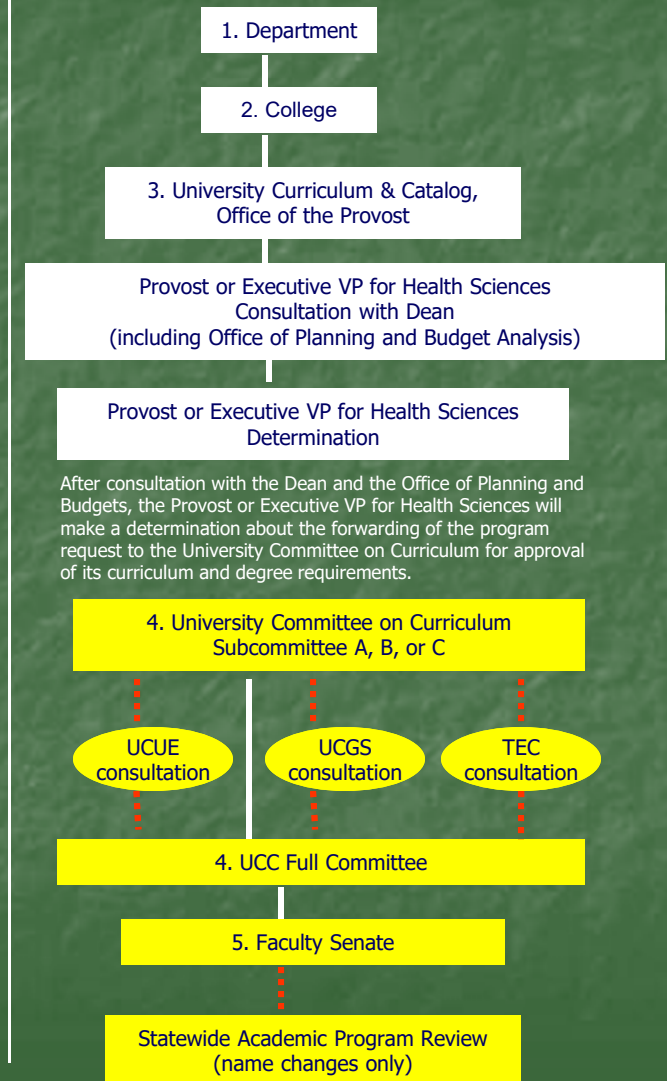 1. Department
2. College
3. University Curriculum & Catalog,
Office of the Provost
Provost or Executive VP for Health Sciences
Consultation with Dean
(including Office of Planning and Budget Analysis)
Provost or Executive VP for Health Sciences
Determination
After consultation with the Dean and the Office of Planning and
Budgets, the Provost or Executive VP for Health Sciences will
make a determination about the forwarding of the program
request to the University Committee on Curriculum for approval
of its curriculum and degree requirements.
4. University Committee on Curriculum
Subcommittee A, B, or C
UCUE
consultation
UCGS
consultation
TEC
consultation
4. UCC Full Committee
5. Faculty Senate
Statewide Academic Program Review
(name changes only)